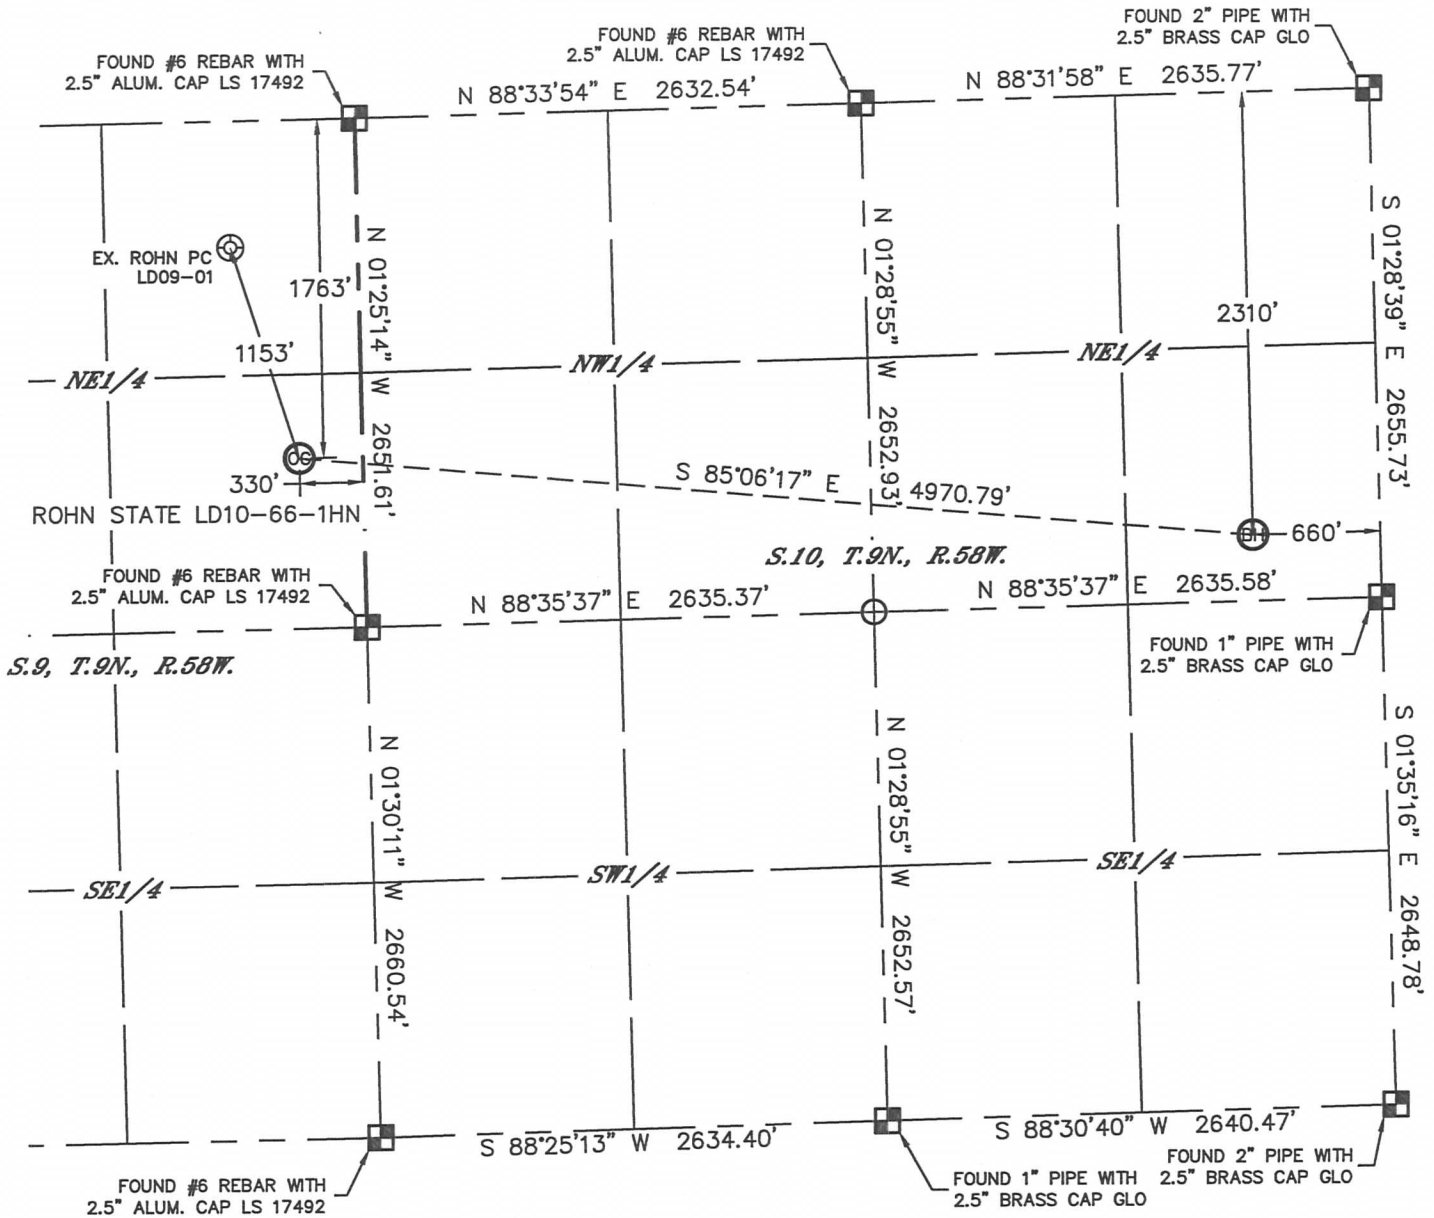 FOUND 2" PIPE WITH
2.5" BRASS CAP GLO
FOUND #6 REBAR WITH
2.5" ALUM. CAP LS 17492
FOUND #6 REBAR WITH
2.5" ALUM. CAP LS 17492
N 88°33'54" E 2632.54'
N 88°31'58" E 2635.77'
N 01°25'14" W 2651.61'
N 01°28'55" W 2652.93'
S 01°28'39" E 2655.73'
EX. ROHN PC
LD09-01
1763'
2310'
1153'
NE1/4
NW1/4
NE1/4
OG
330'
S 85°06'17" E 4970.79'
BH
660'
ROHN STATE LD10-66-1HN
S.10, T.9N., R.58W.
FOUND #6 REBAR WITH
2.5" ALUM. CAP LS 17492
N 88°35'37" E 2635.37'
N 88°35'37" E 2635.58'
FOUND 1" PIPE WITH
2.5" BRASS CAP GLO
S.9, T.9N., R.58W.
N 01°30'11" W 2660.54'
N 01°28'55" W 2652.57'
S 01°35'16" E 2648.78'
SE1/4
SW1/4
SE1/4
S 88°25'13" W 2634.40'
S 88°30'40" W 2640.47'
FOUND #6 REBAR WITH
2.5" ALUM. CAP LS 17492
FOUND 1" PIPE WITH
2.5" BRASS CAP GLO
FOUND 2" PIPE WITH
2.5" BRASS CAP GLO